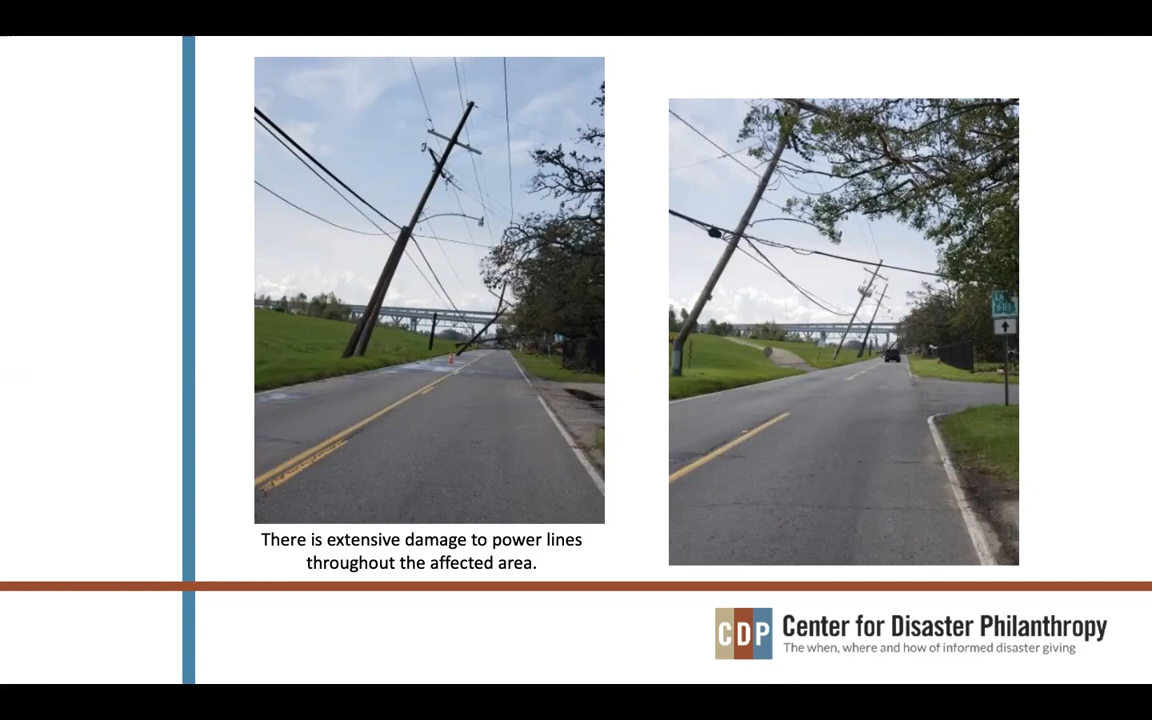 There is extensive damage to power lines
throughout the affected area.
CDP
Center for Disaster Philanthropy
The when, where and how of informed disaster giving